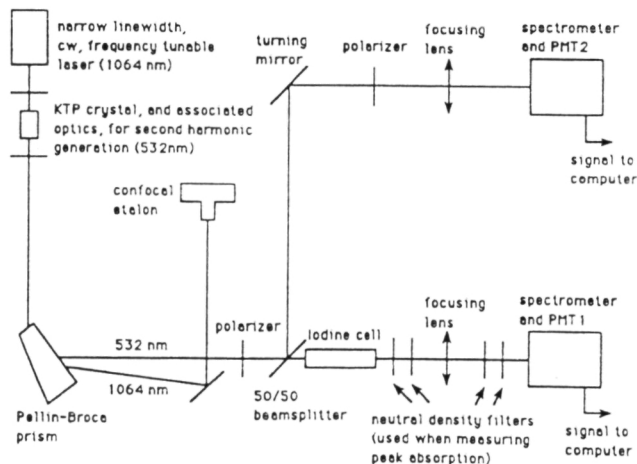 narrow linewidth,
cw, frequency tunable
laser (1064 nm)
KTP crystal, and associated
optics, for second harmonic
generation (532nm)
turning
mirror
polarizer
focusing
lens
spectrometer
and PMT2
signal to
computer
confocal
etalon
532 nm
1064 nm
Pellin-Broca
prism
polarizer
50/50
beamsplitter
Iodine cell
focusing
lens
neutral density filters
(used when measuring
peak absorption)
spectrometer
and PMT1
signal to
computer